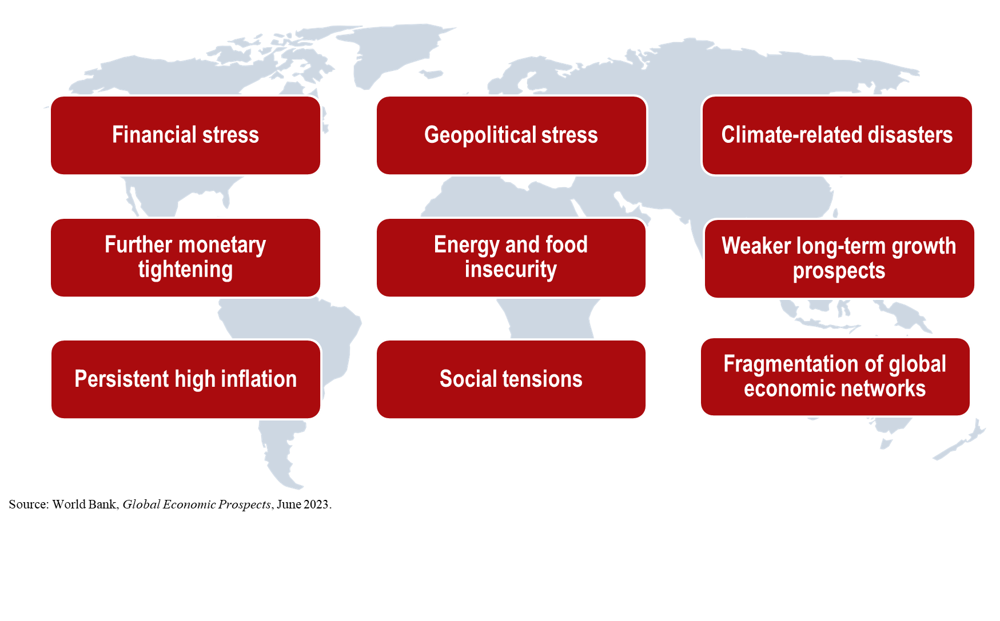 Financial stress
Geopolitical stress
Climate-related disasters
Further monetary
tightening
Energy and food
insecurity
Weaker long-term growth
prospects
Persistent high inflation
Social tensions
Fragmentation of global
economic networks
Source: World Bank, Global Economic Prospects, June 2023.